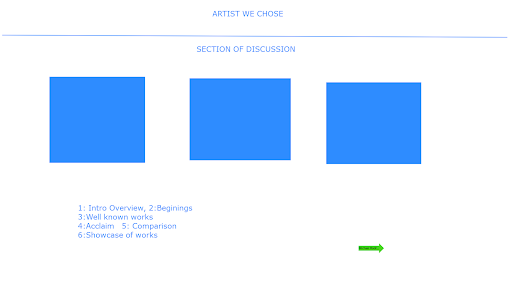 ARTIST WE CHOSE
SECTION OF DISCUSSION
1: Intro Overview, 2:Beginings
3:Well known works
4:Acclaim   5: Comparison
6:Showcase of works